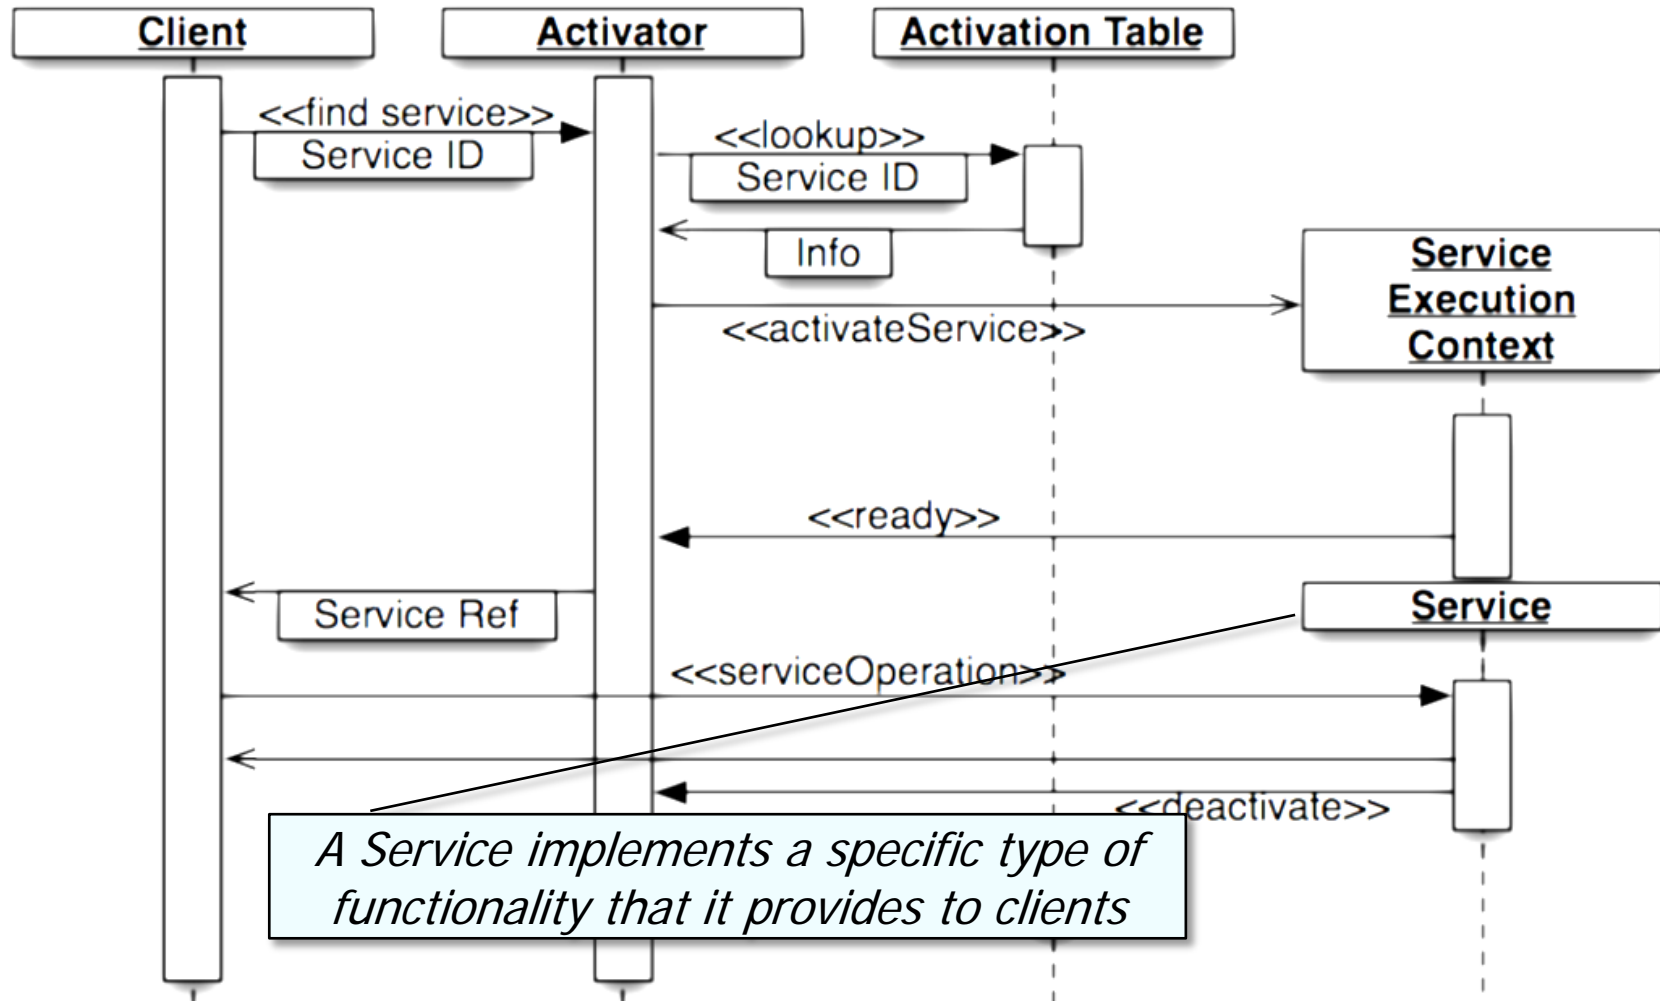 Client
Activator
Activation Table
<<find service>>
Service ID
<<lookup>>
Service ID
Info
Service
Execution
Context
<<activateService>>
<<ready>>
Service Ref
Service
<<serviceOperation>>
<<deactivate>>
A Service implements a specific type of
functionality that it provides to clients